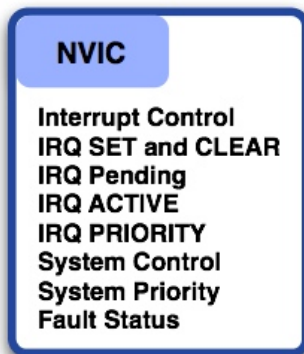 NVIC
Interrupt Control
IRQ SET and CLEAR
IRQ Pending
IRQ ACTIVE
IRQ PRIORITY
System Control
System Priority
Fault Status